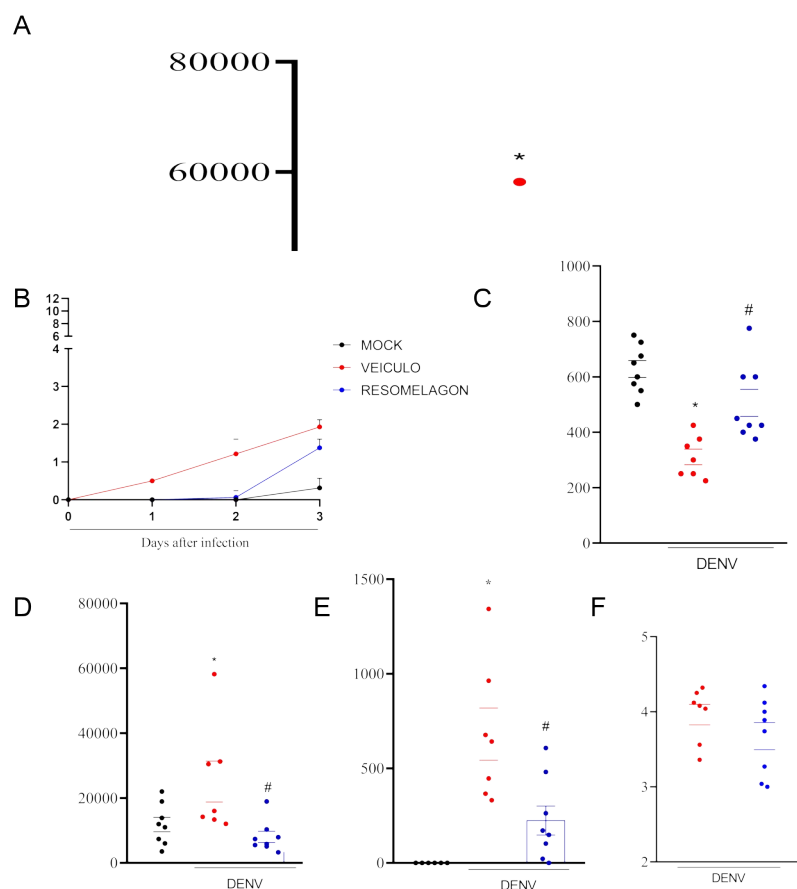 A
80000
*
60000
B
12
10
8
6
4
3
2
1
0
0 1 2 3
Days after infection
MOCK
VEICULO
RESOMELAGON
C
1000
800
600
400
200
0
*
#
DENV
D
80000
60000
40000
20000
0
*
#
DENV
E
1500
1000
500
0
*
#
DENV
F
5
4
3
2
DENV